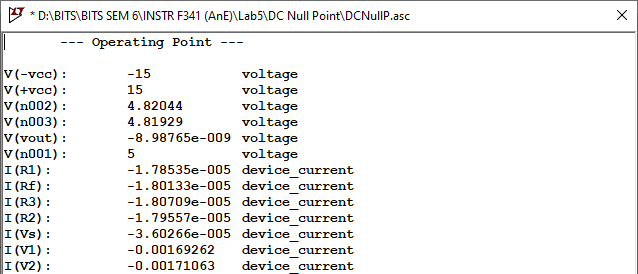 * D:\BITS\BITS SEM 6\INSTR F341 (AnE)\Lab5\DC Null Point\DCNullP.asc
--- Operating Point ---
V(-vcc): -15 voltage
V(+vcc): 15 voltage
V(n002): 4.82044 voltage
V(n003): 4.81929 voltage
V(vout): -8.98765e-009 voltage
V(n001): 5 voltage
I(R1): -1.78535e-005 device_current
I(Rf): -1.80133e-005 device_current
I(R3): -1.80709e-005 device_current
I(R2): -1.79557e-005 device_current
I(Vs): -3.60266e-005 device_current
I(V1): -0.00169262 device_current
I(V2): -0.00171063 device_current